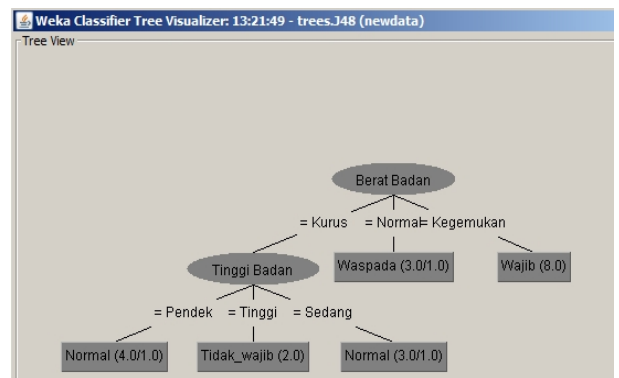 Weka Classifier Tree Visualizer: 13:21:49 - trees.J48 (newdata)
Tree View
Berat Badan
= Kurus = Normal = Kegemukan
Tinggi Badan Waspada (3.0/1.0) Wajib (8.0)
= Pendek = Tinggi = Sedang
Normal (4.0/1.0) Tidak_wajib (2.0) Normal (3.0/1.0)